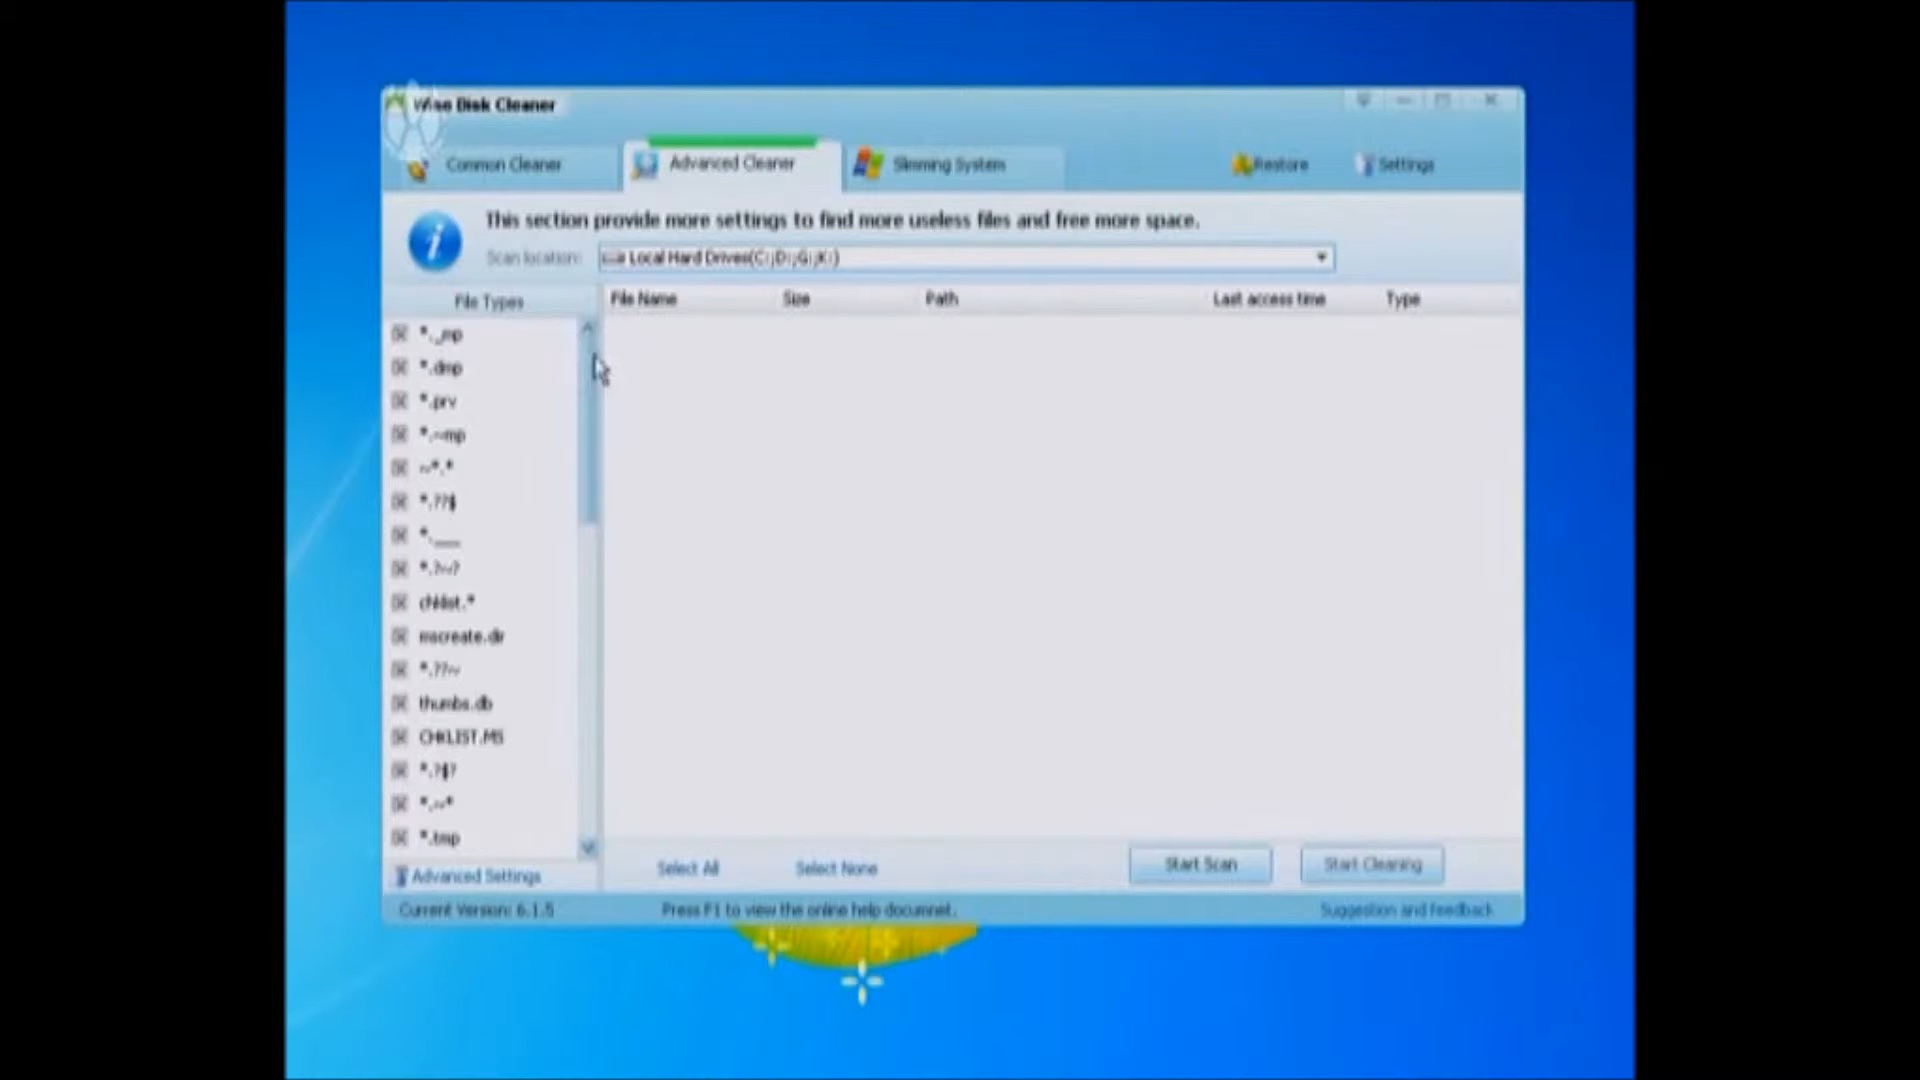 Wise Disk Cleaner
Common Cleaner
Advanced Cleaner
Slimming System
Restore
Settings
This section provide more settings to find more useless files and free more space.
Scan location:
Local Hard Drives(C:;D:;G:;K:)
File Types
File Name
Size
Path
Last access time
Type
*._mp
*.dmp
*.prv
*.~mp
~*.*
*.??$
*.___
*.?~?
chklist.*
mscreate.dir
*.??~
thumbs.db
CHKLIST.MS
*.?$?
*.~*
*.tmp
Advanced Settings
Select All
Select None
Start Scan
Start Cleaning
Current Version: 6.1.5
Press F1 to view the online help documnet.
Suggestion and feedback